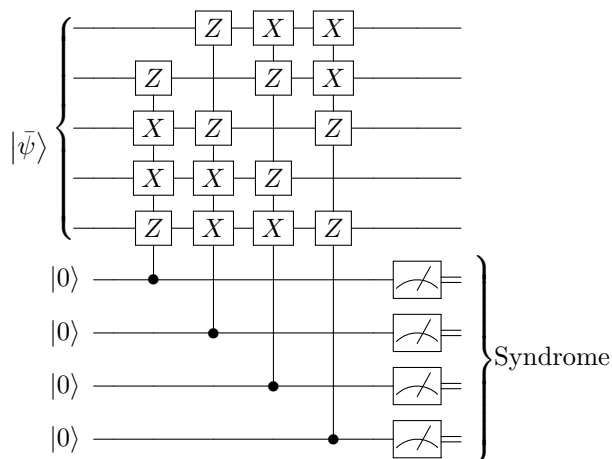 Z X X
Z Z X
|ψ̄⟩ X Z Z
X X Z
Z X X Z
|0⟩
|0⟩
|0⟩ Syndrome
|0⟩